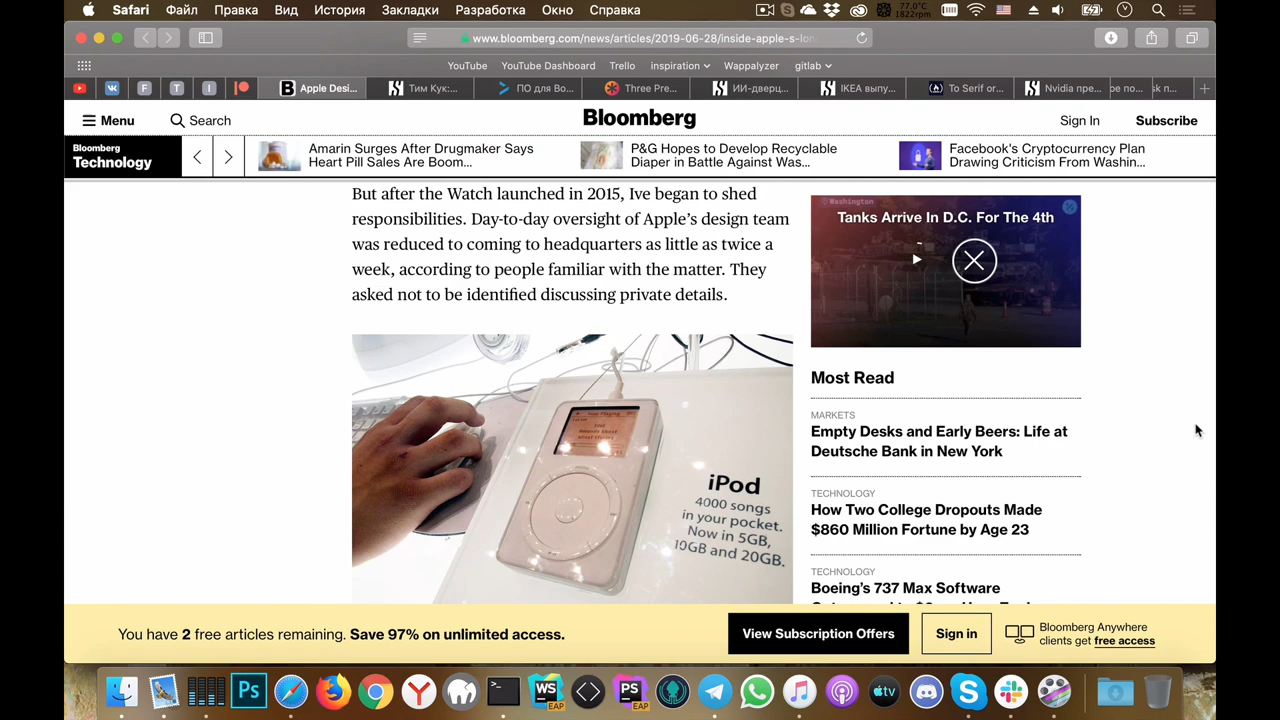 Safari Файл Правка Вид История Закладки Разработка Окно Справка
77.0°C
1822rpm
www.bloomberg.com/news/articles/2019-06-28/inside-apple-s-lon
YouTube YouTube Dashboard Trello inspiration Wappalyzer gitlab
F T I B Apple Desi... Тим Кук:... ПО для Во... Three Pre... ИИ-дверц... IKEA выпу... To Serif or... Nvidia пре...
Menu Search Bloomberg Sign In Subscribe
Bloomberg
Technology
Amarin Surges After Drugmaker Says
Heart Pill Sales Are Boom...
P&G Hopes to Develop Recyclable
Diaper in Battle Against Was...
Facebook's Cryptocurrency Plan
Drawing Criticism From Washin...
But after the Watch launched in 2015, Ive began to shed
responsibilities. Day-to-day oversight of Apple's design team
was reduced to coming to headquarters as little as twice a
week, according to people familiar with the matter. They
asked not to be identified discussing private details.
iPod
4000 songs
in your pocket.
Now in 5GB,
10GB and 20GB.
Washington
Tanks Arrive In D.C. For The 4th
Most Read
MARKETS
Empty Desks and Early Beers: Life at
Deutsche Bank in New York
TECHNOLOGY
How Two College Dropouts Made
$860 Million Fortune by Age 23
TECHNOLOGY
Boeing's 737 Max Software
You have 2 free articles remaining. Save 97% on unlimited access.
View Subscription Offers
Sign in
Bloomberg Anywhere
clients get free access
Ps
WS
EAP
PS
EAP
tv